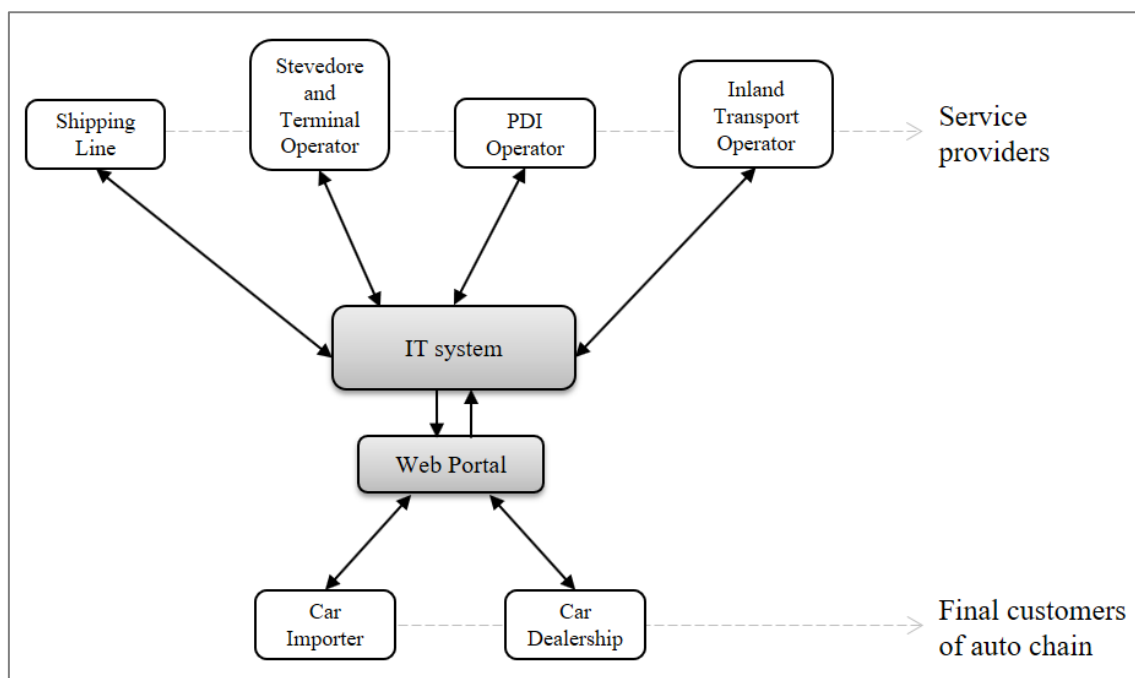 Shipping
Line
Stevedore
and
Terminal
Operator
PDI
Operator
Inland
Transport
Operator
Service
providers
IT system
Web Portal
Car
Importer
Car
Dealership
Final customers
of auto chain